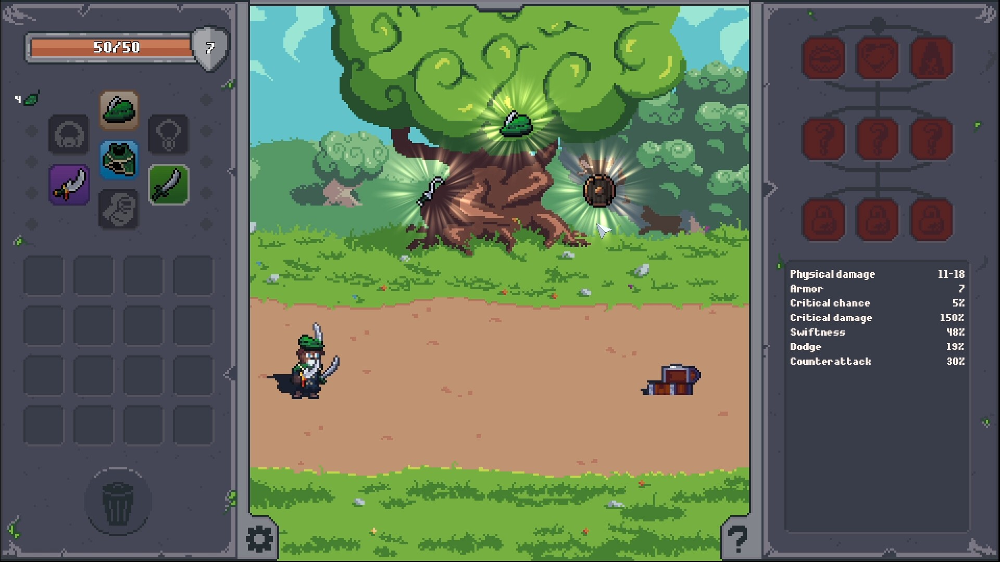 50/50
7
4
? ? ?
Physical damage 11-18
Armor 7
Critical chance 5%
Critical damage 150%
Swiftness 48%
Dodge 19%
Counterattack 30%
?